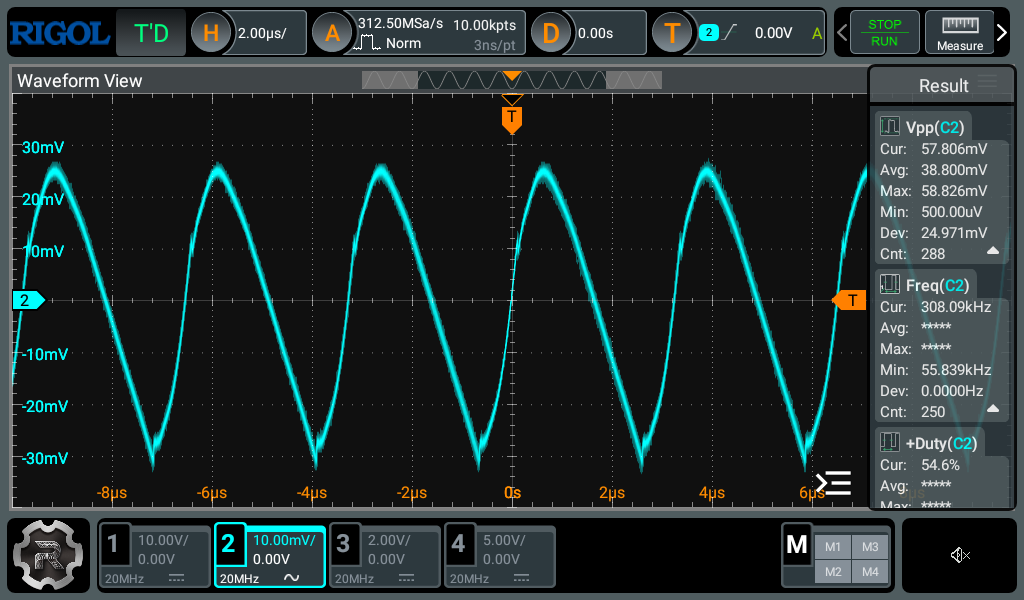 RIGOL T'D H 2.00μs/ A 312.50MSa/s 10.00kpts D 0.00s T 2 0.00V A STOP
Norm 3ns/pt RUN Measure
Waveform View
Result
T
30mV
20mV
10mV
2
T
-10mV
-20mV
-30mV
-8μs -6μs -4μs -2μs 0s 2μs 4μs 6μs
Vpp(C2)
Cur: 57.806mV
Avg: 38.800mV
Max: 58.826mV
Min: 500.00uV
Dev: 24.971mV
Cnt: 288
Freq(C2)
Cur: 308.09kHz
Avg: *****
Max: *****
Min: 55.839kHz
Dev: 0.0000Hz
Cnt: 250
+Duty(C2)
Cur: 54.6%
Avg: *****
Max: *****
R
1 10.00V/
0.00V
20MHz
2 10.00mV/
0.00V
20MHz
3 2.00V/
0.00V
20MHz
4 5.00V/
0.00V
20MHz
M M1 M3
M2 M4